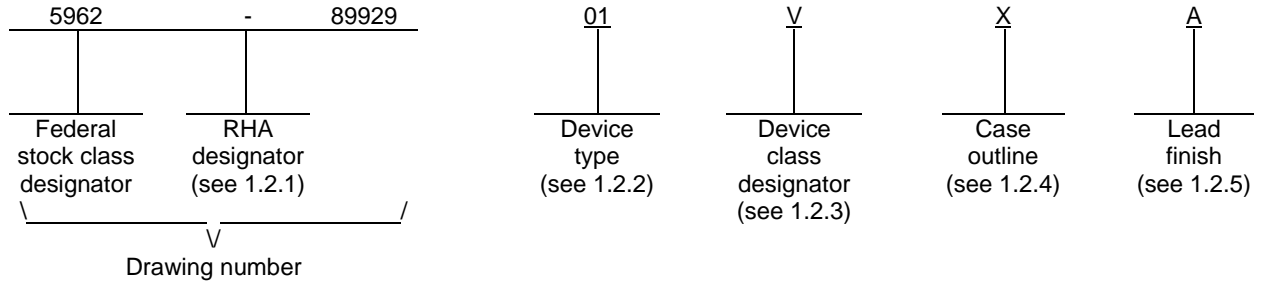 5962 - 89929 01 V X A
Federal RHA Device Device Case Lead
stock class designator type class outline finish
designator (see 1.2.1) (see 1.2.2) designator (see 1.2.4) (see 1.2.5)
(see 1.2.3)
\ /
\/
Drawing number